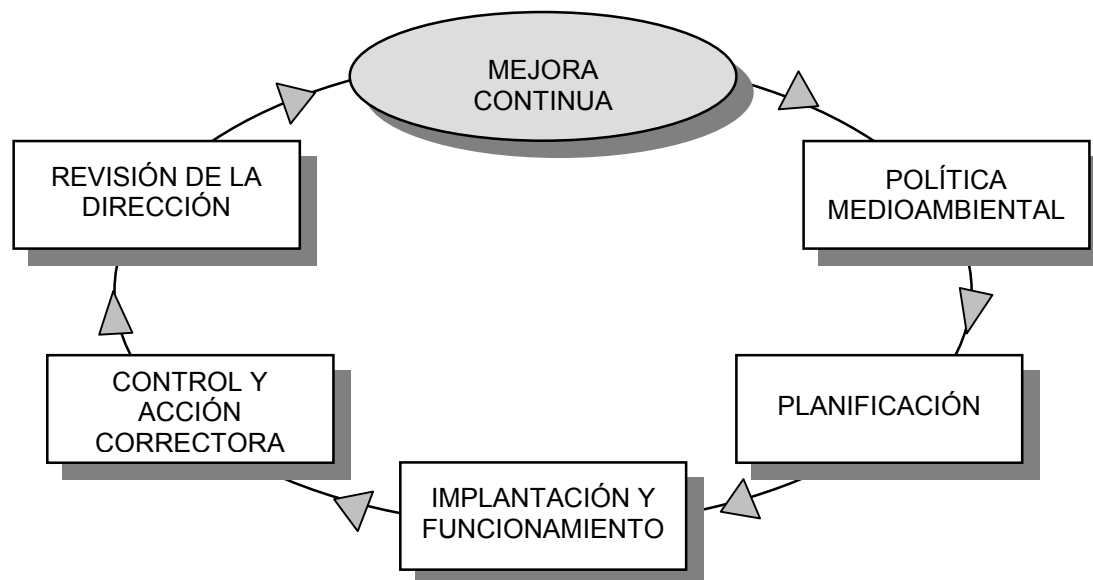 MEJORA
CONTINUA
REVISIÓN DE LA
DIRECCIÓN
POLÍTICA
MEDIOAMBIENTAL
CONTROL Y
ACCIÓN
CORRECTORA
PLANIFICACIÓN
IMPLANTACIÓN Y
FUNCIONAMIENTO